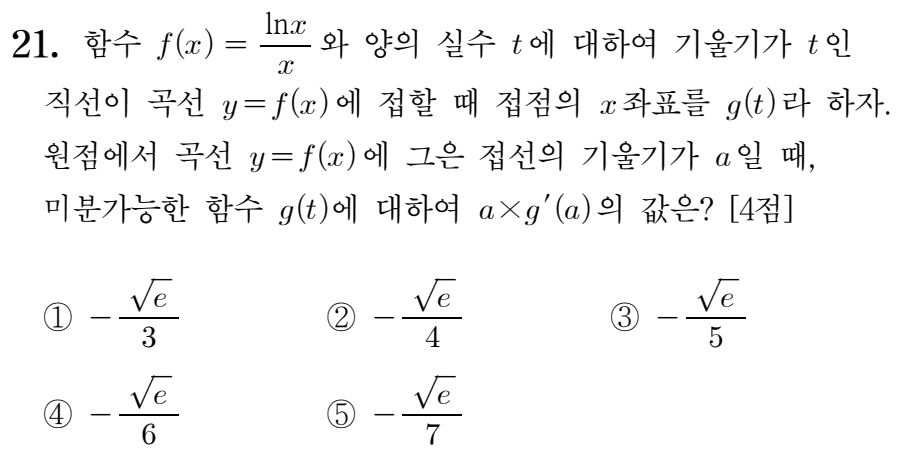 21. 함수 f(x) = lnx/x 와 양의 실수 t에 대하여 기울기가 t인
직선이 곡선 y=f(x)에 접할 때 접점의 x좌표를 g(t)라 하자.
원점에서 곡선 y=f(x)에 그은 접선의 기울기가 a일 때,
미분가능한 함수 g(t)에 대하여 a×g′(a)의 값은? [4점]
① −√e/3 ② −√e/4 ③ −√e/5
④ −√e/6 ⑤ −√e/7